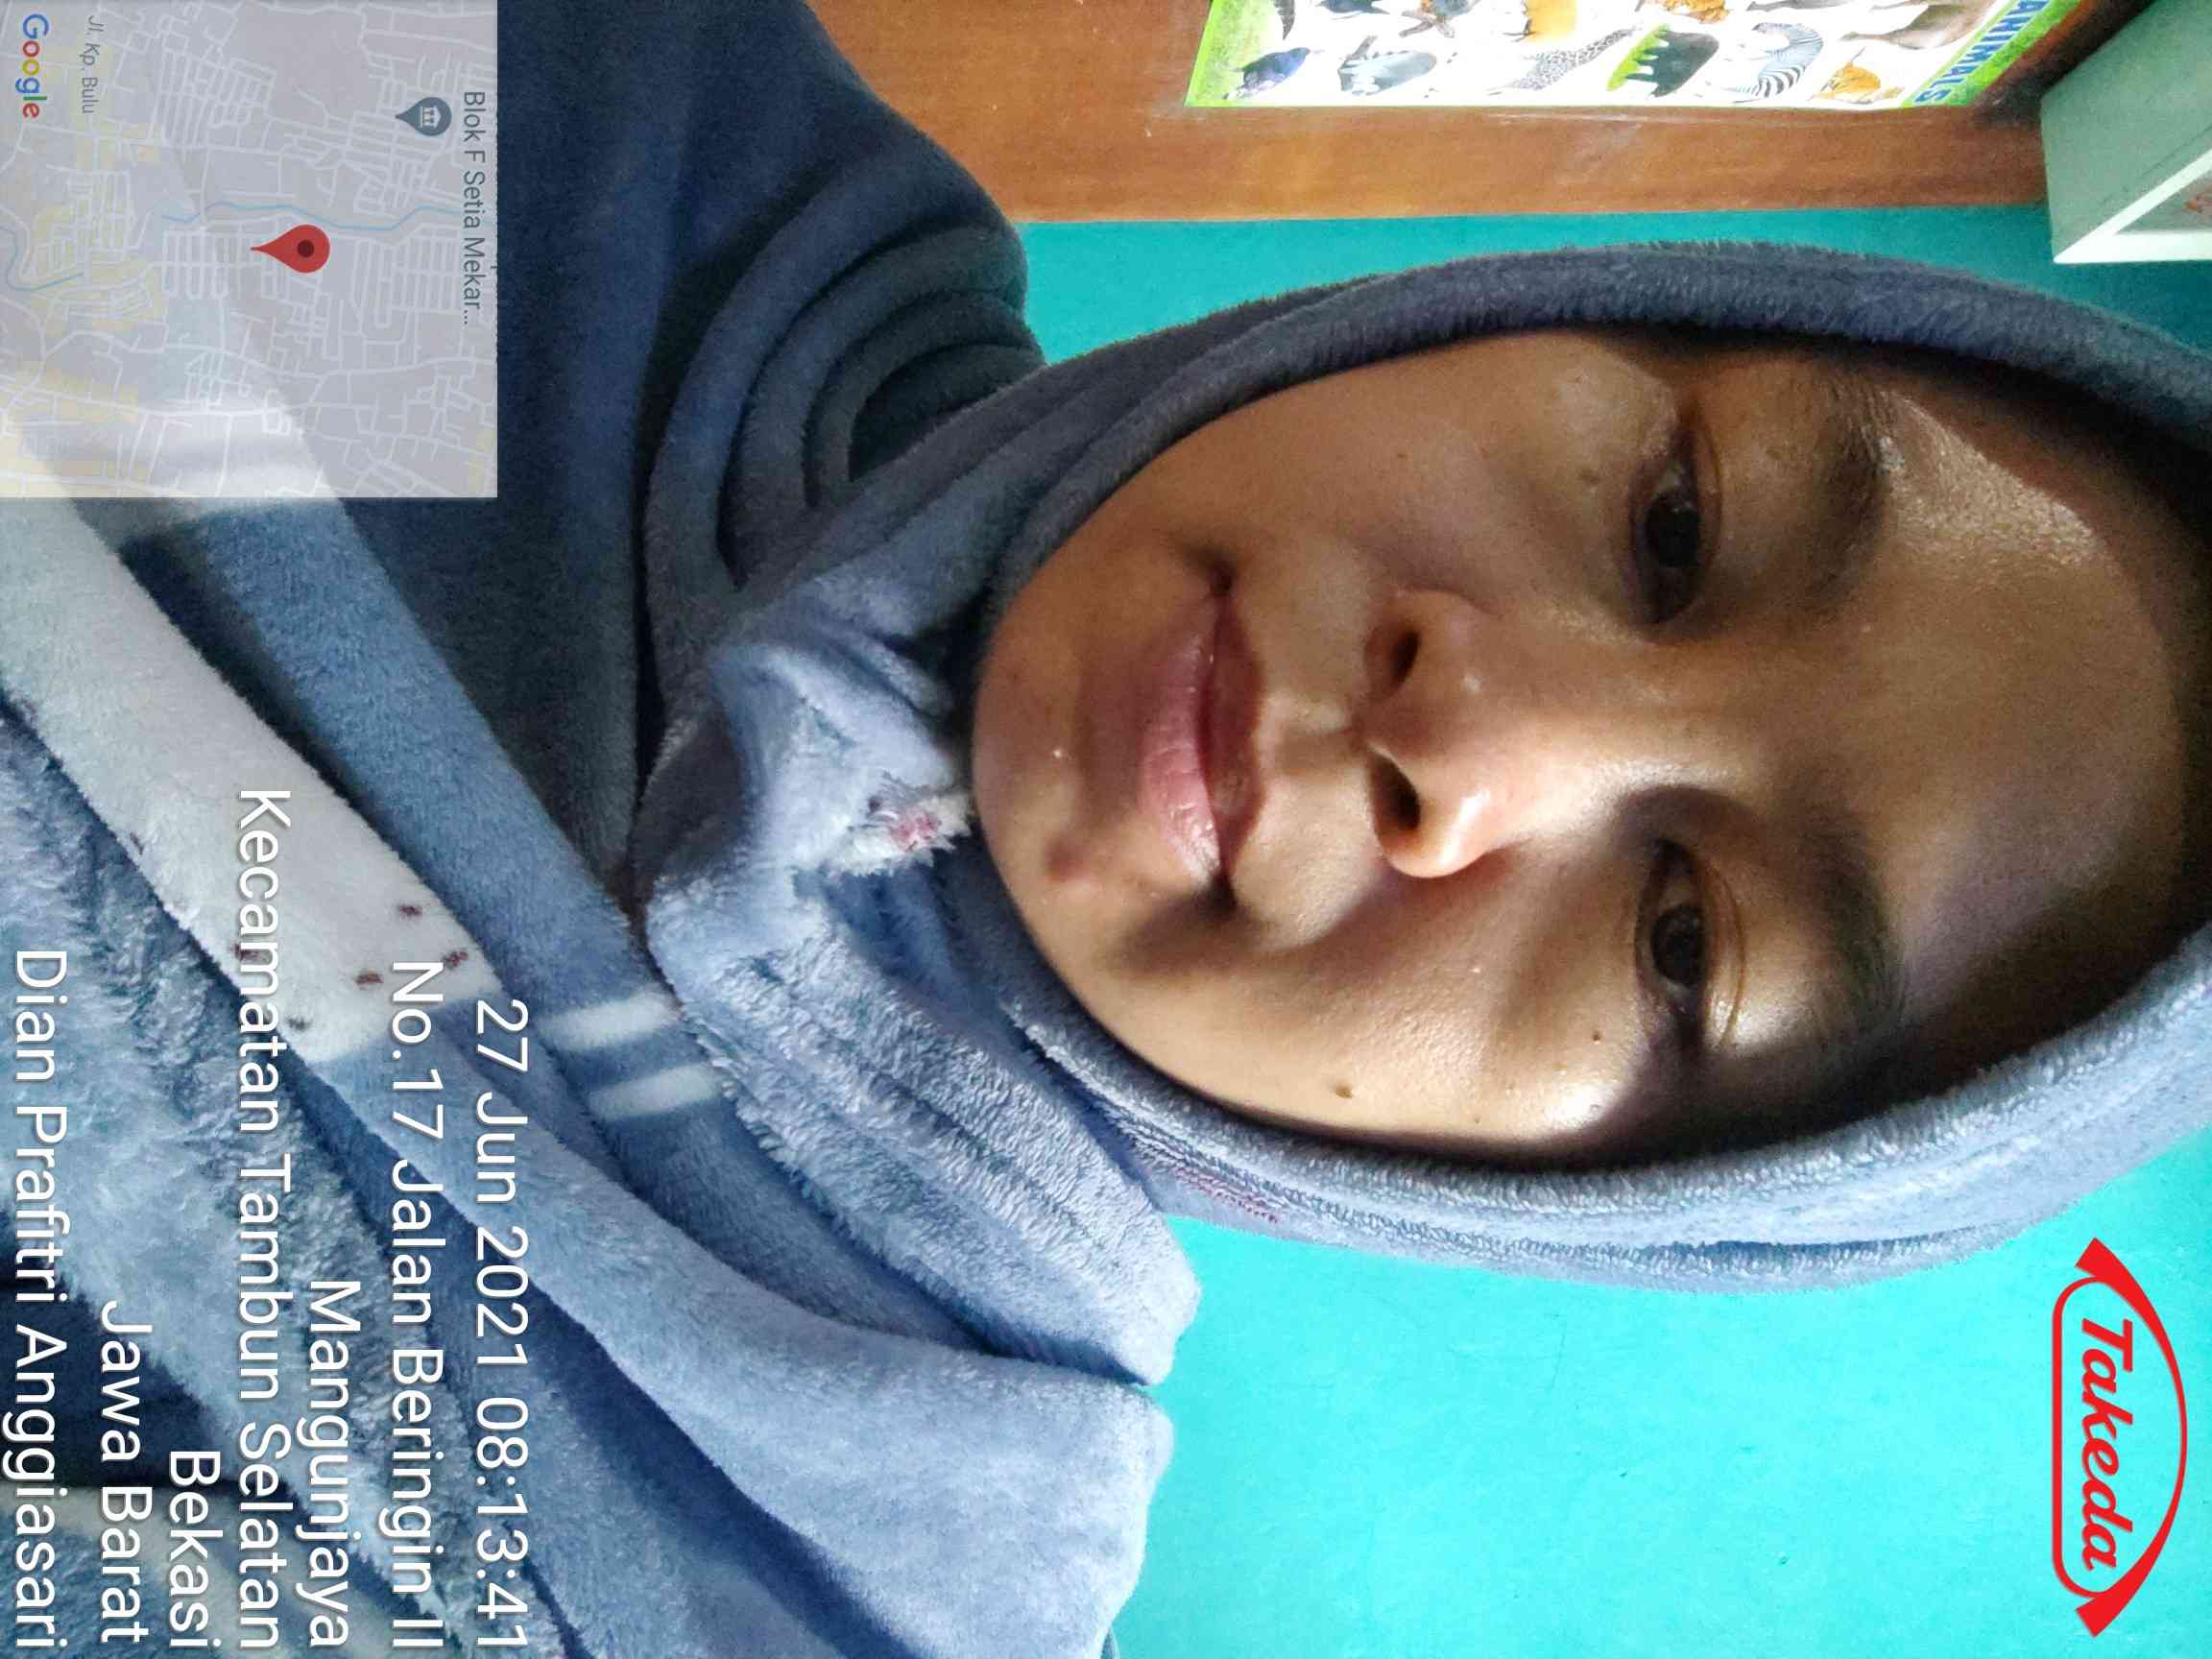 Takeda
ANIMALS
Blok F Setia Mekar...
Jl. Kp. Bulu
Google
27 Jun 2021 08:13:41
No.17 Jalan Beringin II
Mangunjaya
Kecamatan Tambun Selatan
Bekasi
Jawa Barat
Dian Prafitri Anggiasari